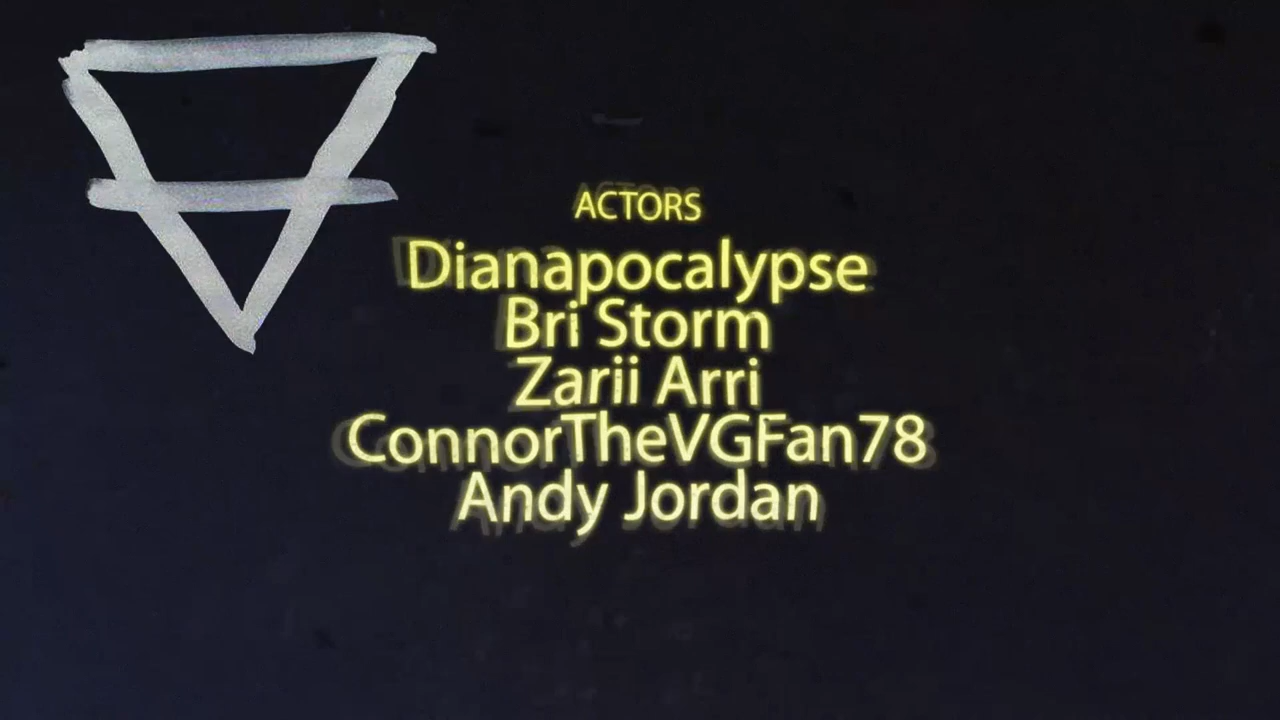 ACTORS
Dianapocalypse
Bri Storm
Zarii Arri
ConnorTheVGFan78
Andy Jordan